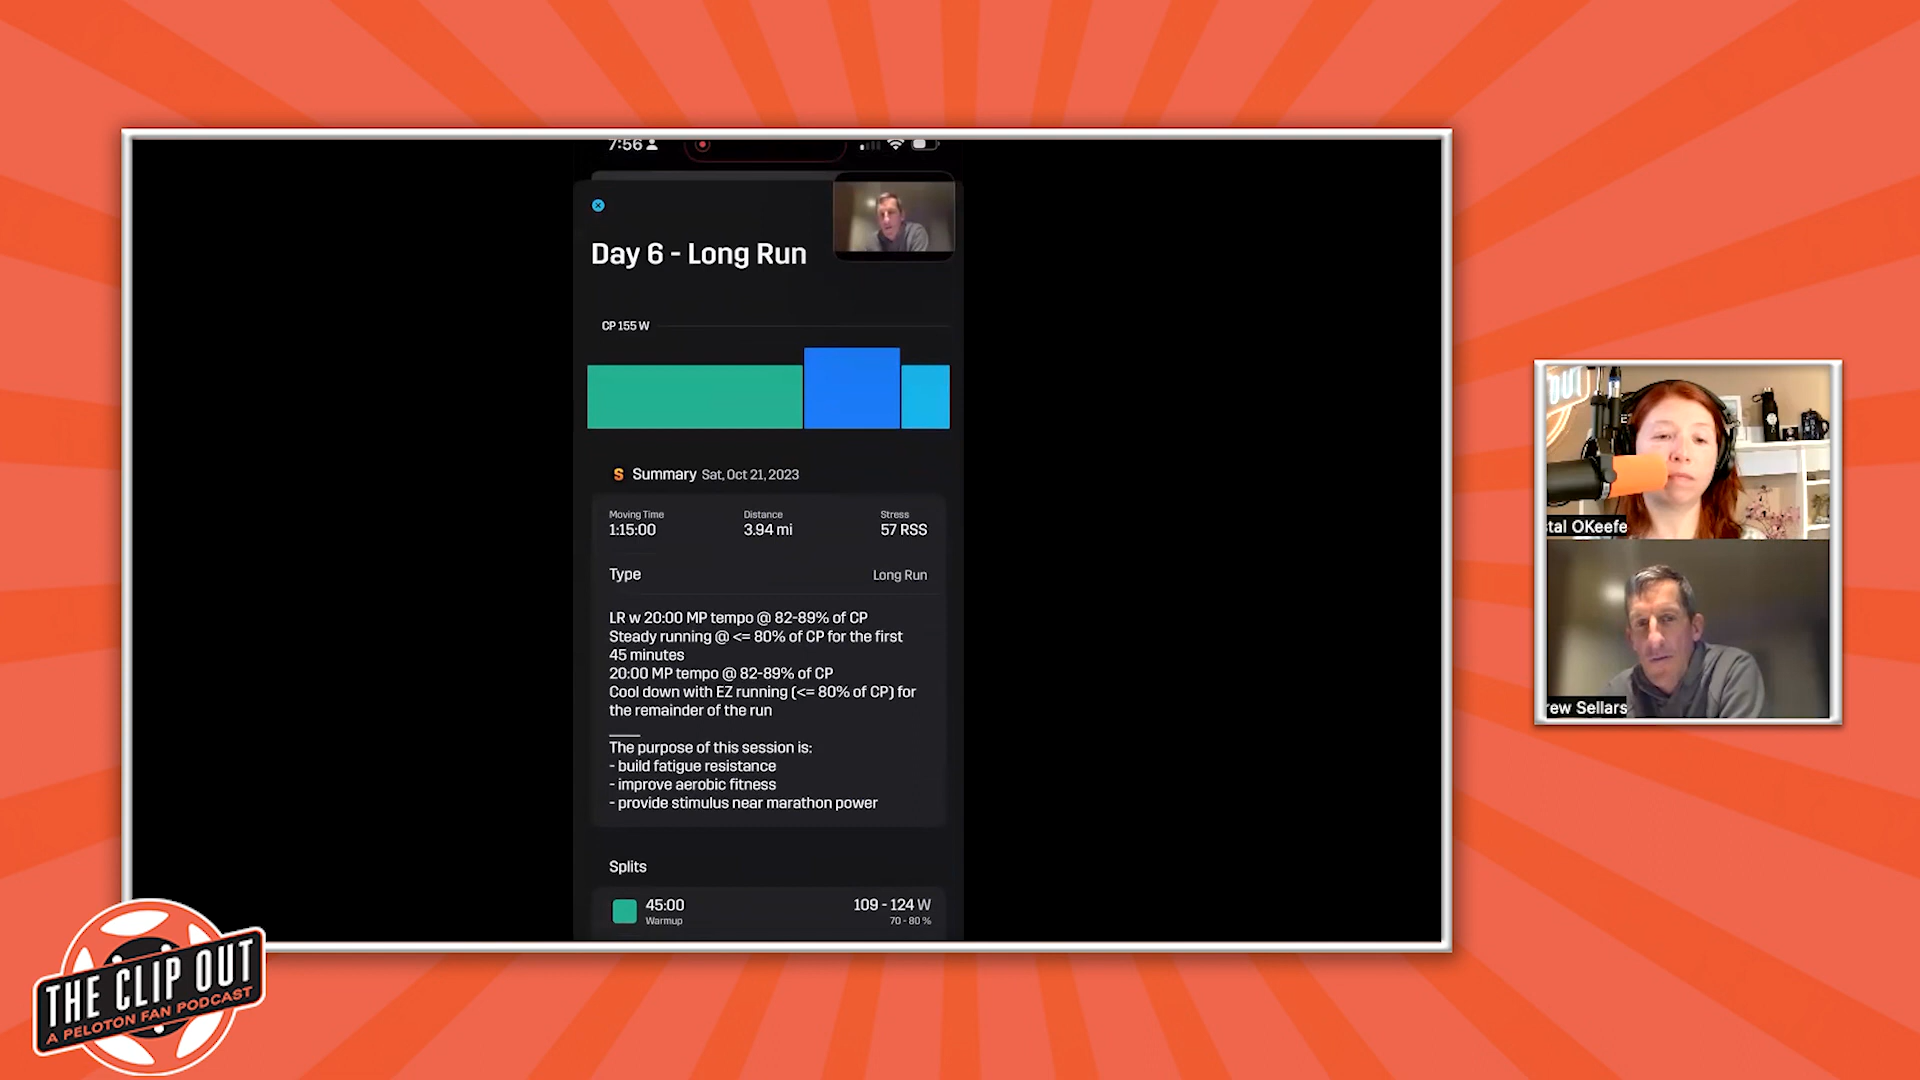 7:56
Day 6 - Long Run
CP 155 W
S Summary Sat, Oct 21, 2023
Moving Time
1:15:00
Distance
3.94 mi
Stress
57 RSS
Type
Long Run
LR w 20:00 MP tempo @ 82-89% of CP
Steady running @ <= 80% of CP for the first
45 minutes
20:00 MP tempo @ 82-89% of CP
Cool down with EZ running (<= 80% of CP) for
the remainder of the run
____
The purpose of this session is:
- build fatigue resistance
- improve aerobic fitness
- provide stimulus near marathon power
Splits
45:00
Warmup
109 - 124 W
70 - 80 %
OUT
tal OKeefe
rew Sellars
THE CLIP OUT
A PELOTON FAN PODCAST